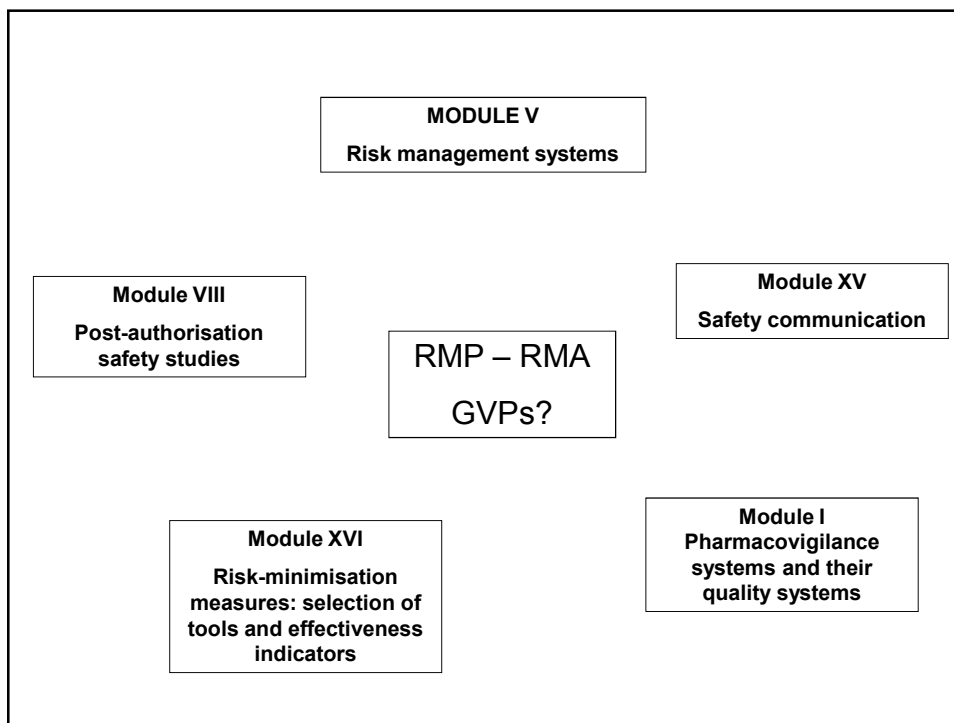 MODULE V
Risk management systems
Module VIII
Post-authorisation
safety studies
Module XV
Safety communication
RMP – RMA
GVPs?
Module XVI
Risk-minimisation
measures: selection of
tools and effectiveness
indicators
Module I
Pharmacovigilance
systems and their
quality systems